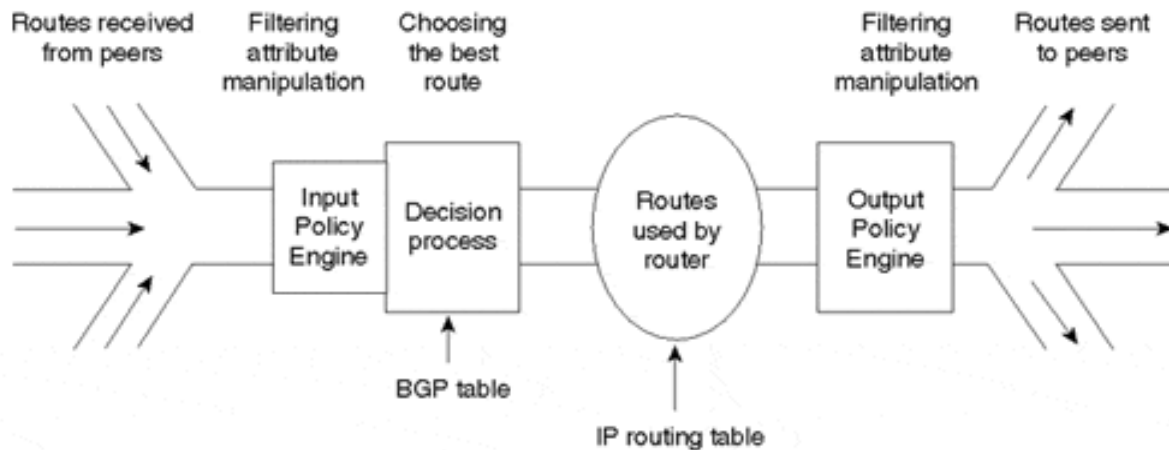 Routes received
from peers
Filtering
attribute
manipulation
Choosing
the best
route
Filtering
attribute
manipulation
Routes sent
to peers
Input
Policy
Engine
Decision
process
Routes
used by
router
Output
Policy
Engine
BGP table
IP routing table